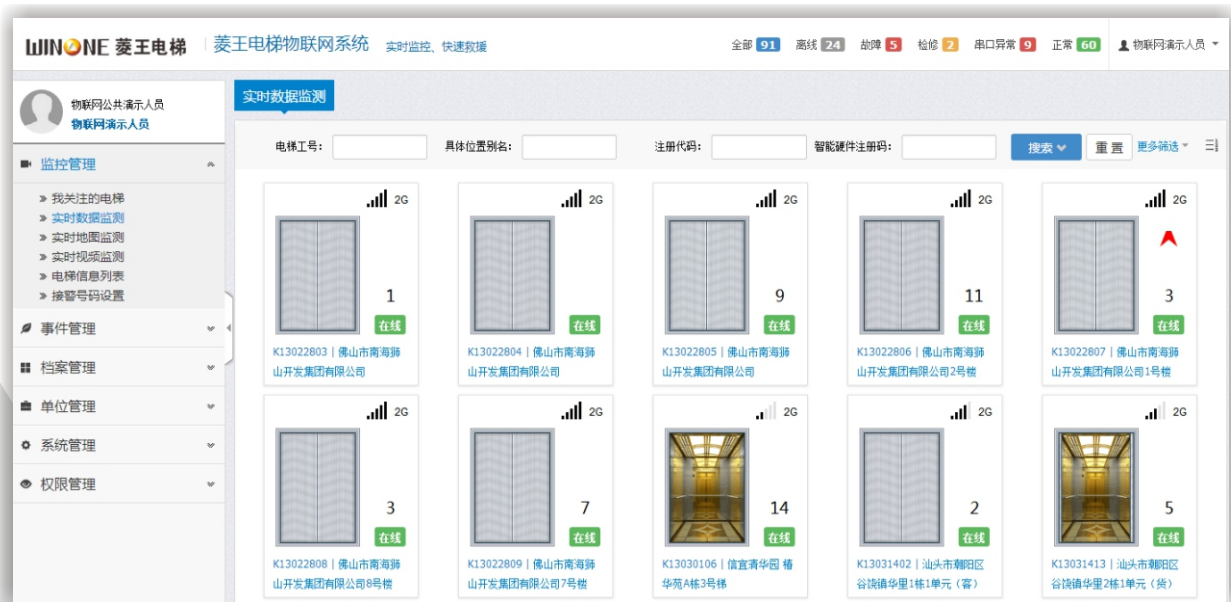 WINONE 菱王电梯
菱王电梯物联网系统 实时监控、快速救援
全部 91 离线 24 故障 5 检修 2 串口异常 9 正常 60 物联网演示人员
物联网公共演示人员
物联网演示人员
监控管理
我关注的电梯
实时数据监测
实时地图监测
实时视频监测
电梯信息列表
接警号码设置
事件管理
档案管理
单位管理
系统管理
权限管理
实时数据监测
电梯工号: 具体位置别名: 注册代码: 智能硬件注册码: 搜索 重置 更多筛选
2G
1
在线
K13022803 | 佛山市南海狮
山开发集团有限公司
2G
在线
K13022804 | 佛山市南海狮
山开发集团有限公司
2G
9
在线
K13022805 | 佛山市南海狮
山开发集团有限公司
2G
11
在线
K13022806 | 佛山市南海狮
山开发集团有限公司2号楼
2G
3
在线
K13022807 | 佛山市南海狮
山开发集团有限公司1号楼
2G
3
在线
K13022808 | 佛山市南海狮
山开发集团有限公司8号楼
2G
7
在线
K13022809 | 佛山市南海狮
山开发集团有限公司7号楼
2G
14
在线
K13030106 | 信宜清华园 椿
华苑A栋3号梯
2G
2
在线
K13031402 | 汕头市潮阳区
谷饶镇华里1栋1单元（客）
2G
5
在线
K13031413 | 汕头市潮阳区
谷饶镇华里2栋1单元（货）